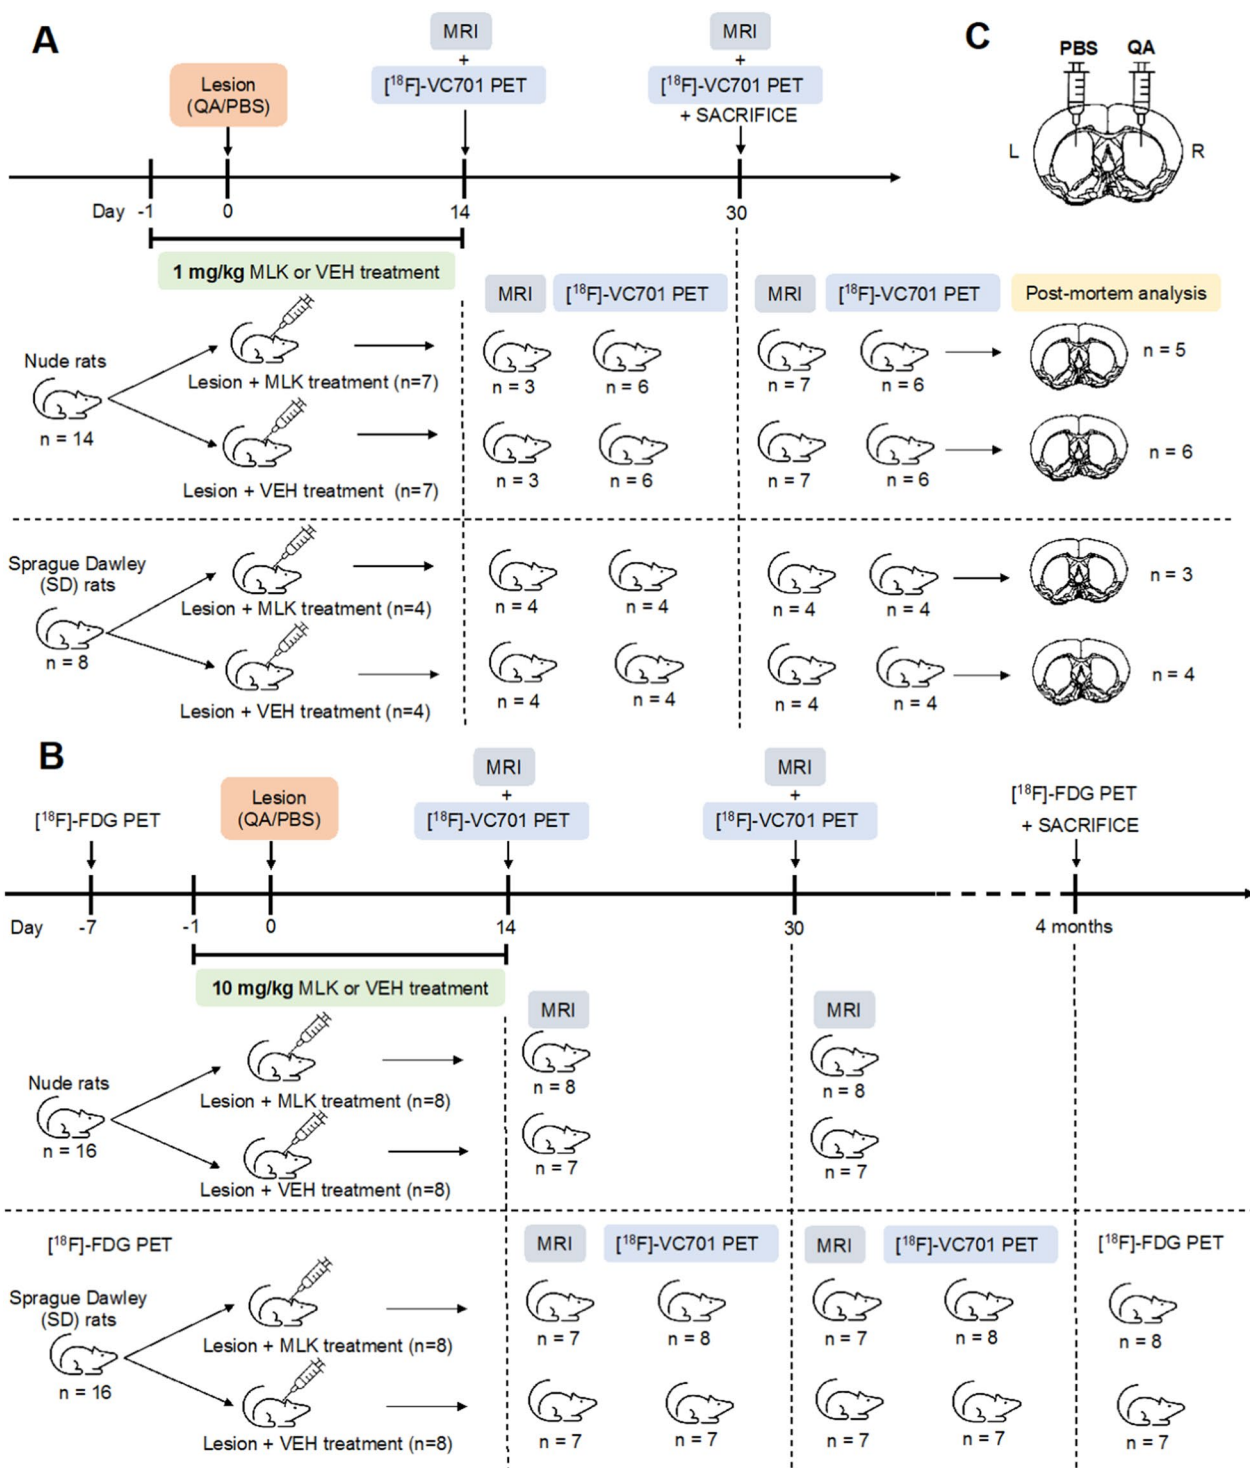 A
MRI
+
[¹⁸F]-VC701 PET
MRI
+
[¹⁸F]-VC701 PET
+ SACRIFICE
Lesion
(QA/PBS)
C
PBS QA
L
R
Day -1 0 14 30
1 mg/kg MLK or VEH treatment
MRI [¹⁸F]-VC701 PET MRI [¹⁸F]-VC701 PET Post-mortem analysis
Nude rats
n = 14
Lesion + MLK treatment (n=7)
n = 3 n = 6 n = 7 n = 6 n = 5
Lesion + VEH treatment (n=7)
n = 3 n = 6 n = 7 n = 6 n = 6
Sprague Dawley
(SD) rats
n = 8
Lesion + MLK treatment (n=4)
n = 4 n = 4 n = 4 n = 4 n = 3
Lesion + VEH treatment (n=4)
n = 4 n = 4 n = 4 n = 4 n = 4
B
[¹⁸F]-FDG PET
Lesion
(QA/PBS)
MRI
+
[¹⁸F]-VC701 PET
MRI
+
[¹⁸F]-VC701 PET
[¹⁸F]-FDG PET
+ SACRIFICE
Day -7 -1 0 14 30 4 months
10 mg/kg MLK or VEH treatment
MRI MRI
Nude rats
n = 16
Lesion + MLK treatment (n=8)
n = 8 n = 8
Lesion + VEH treatment (n=8)
n = 7 n = 7
[¹⁸F]-FDG PET
MRI [¹⁸F]-VC701 PET MRI [¹⁸F]-VC701 PET [¹⁸F]-FDG PET
Sprague Dawley
(SD) rats
n = 16
Lesion + MLK treatment (n=8)
n = 7 n = 8 n = 7 n = 8 n = 8
Lesion + VEH treatment (n=8)
n = 7 n = 7 n = 7 n = 7 n = 7